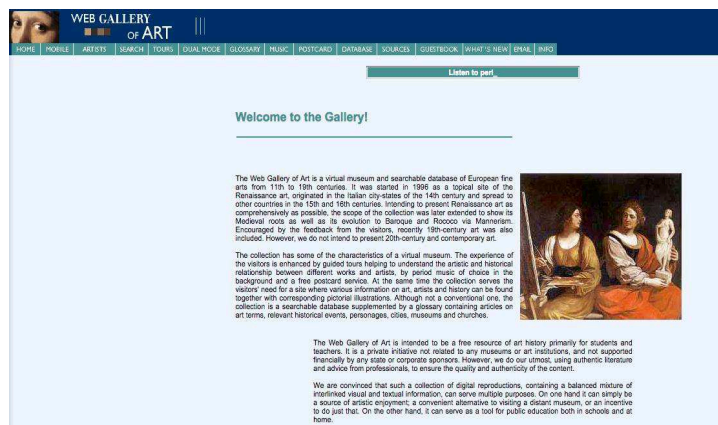 WEB GALLERY
OF ART
HOME MOBILE ARTISTS SEARCH TOURS DUAL MODE GLOSSARY MUSIC POSTCARD DATABASE SOURCES GUESTBOOK WHAT'S NEW EMAIL INFO
Listen to peri_
Welcome to the Gallery!
The Web Gallery of Art is a virtual museum and searchable database of European fine
arts from 11th to 19th centuries. It was started in 1996 as a topical site of the
Renaissance art, originated in the Italian city-states of the 14th century and spread to
other countries in the 15th and 16th centuries. Intending to present Renaissance art as
comprehensively as possible, the scope of the collection was later extended to show its
Medieval roots as well as its evolution to Baroque and Rococo via Mannerism.
Encouraged by the feedback from the visitors, recently 19th-century art was also
included. However, we do not intend to present 20th-century and contemporary art.
The collection has some of the characteristics of a virtual museum. The experience of
the visitors is enhanced by guided tours helping to understand the artistic and historical
relationship between different works and artists, by period music of choice in the
background and a free postcard service. At the same time the collection serves the
visitors' need for a site where various information on art, artists and history can be found
together with corresponding pictorial illustrations. Although not a conventional one, the
collection is a searchable database supplemented by a glossary containing articles on
art terms, relevant historical events, personages, cities, museums and churches.
The Web Gallery of Art is intended to be a free resource of art history primarily for students and
teachers. It is a private initiative not related to any museums or art institutions, and not supported
financially by any state or corporate sponsors. However, we do our utmost, using authentic literature
and advice from professionals, to ensure the quality and authenticity of the content.
We are convinced that such a collection of digital reproductions, containing a balanced mixture of
interlinked visual and textual information, can serve multiple purposes. On one hand it can simply be
a source of artistic enjoyment; a convenient alternative to visiting a distant museum, or an incentive
to do just that. On the other hand, it can serve as a tool for public education both in schools and at
home.